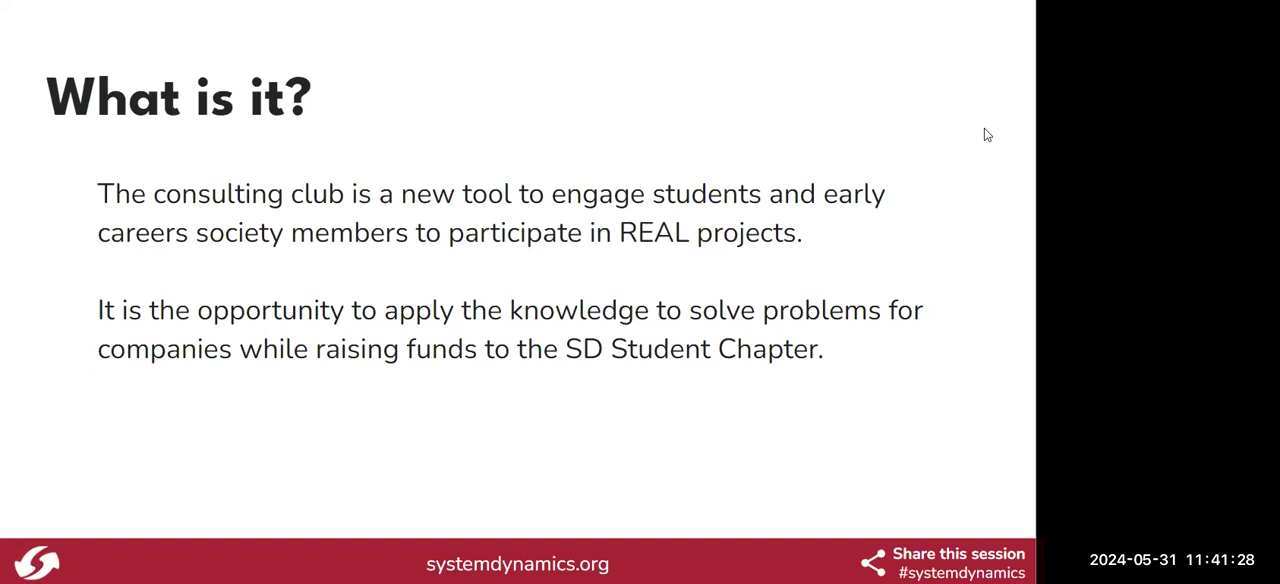 What is it?
The consulting club is a new tool to engage students and early
careers society members to participate in REAL projects.
It is the opportunity to apply the knowledge to solve problems for
companies while raising funds to the SD Student Chapter.
systemdynamics.org
Share this session
#systemdynamics
2024-05-31 11:41:28